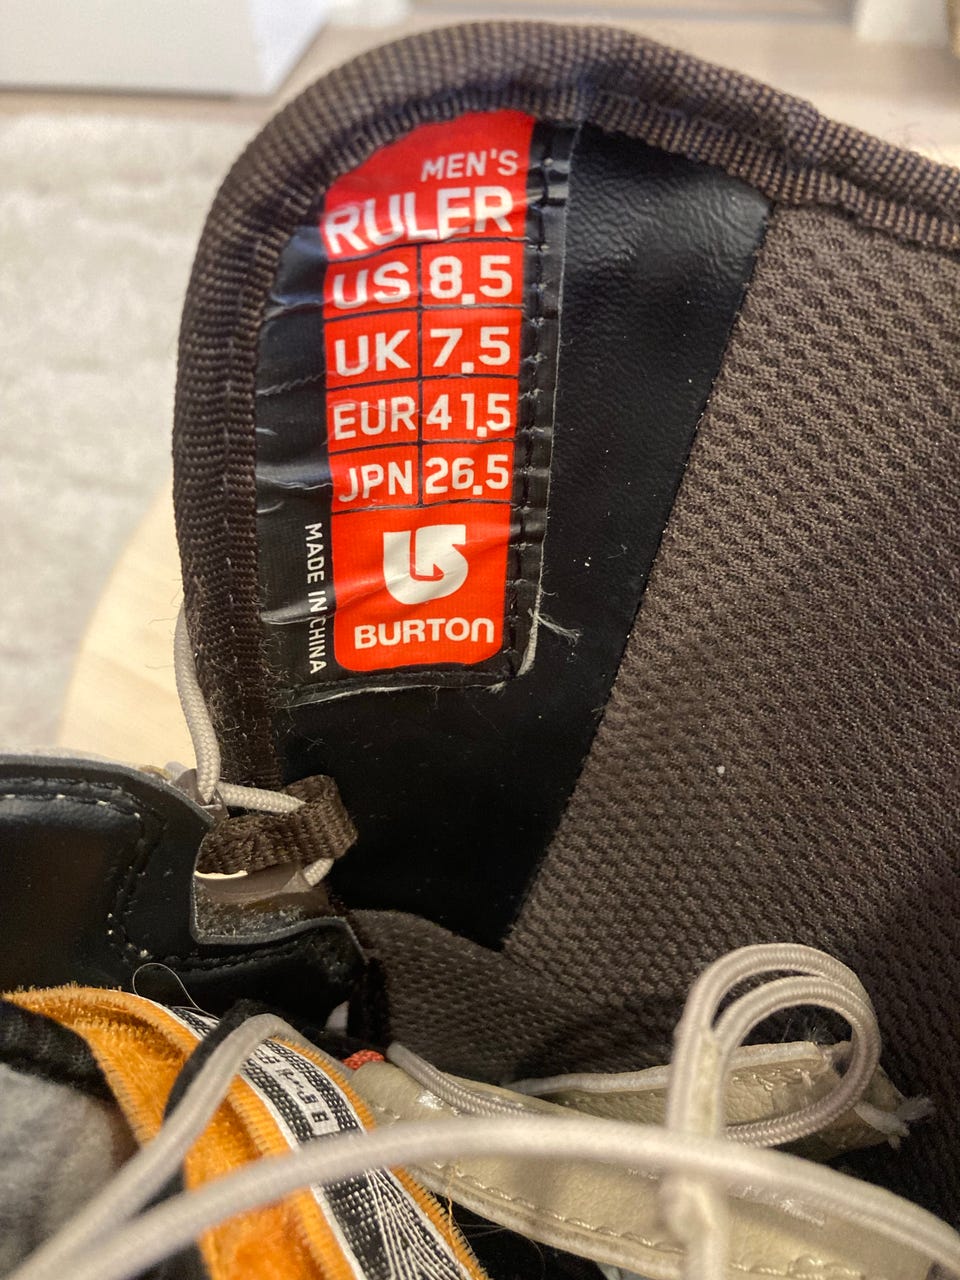 MEN'S
RULER
US 8.5
UK 7.5
EUR 41.5
JPN 26.5
BURTON
MADE IN CHINA